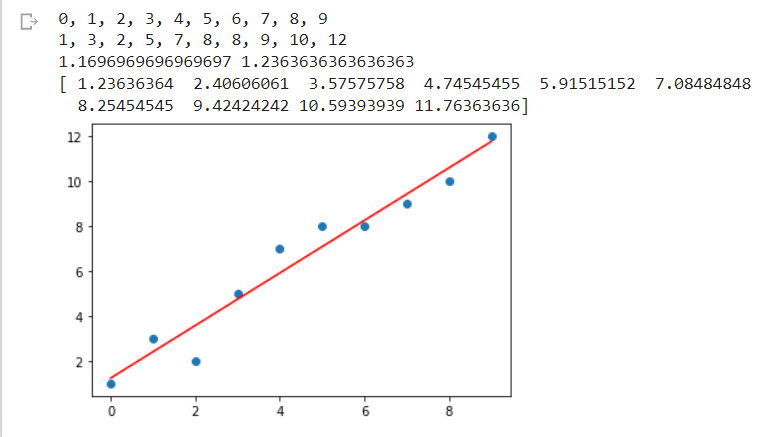 0, 1, 2, 3, 4, 5, 6, 7, 8, 9
1, 3, 2, 5, 7, 8, 8, 9, 10, 12
1.1696969696969697 1.2363636363636363
[ 1.23636364 2.40606061 3.57575758 4.74545455 5.91515152 7.08484848
8.25454545 9.42424242 10.59393939 11.76363636]
12
10
8
6
4
2
0 2 4 6 8